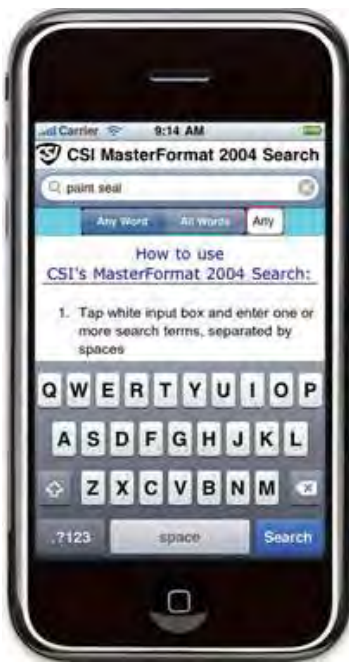 Carrier 9:14 AM
CSI MasterFormat 2004 Search
paint seal
Any Word All Words Any
How to use
CSI's MasterFormat 2004 Search:
1. Tap white input box and enter one or
more search terms, separated by
spaces
Q W E R T Y U I O P
A S D F G H J K L
Z X C V B N M
.?123 space Search